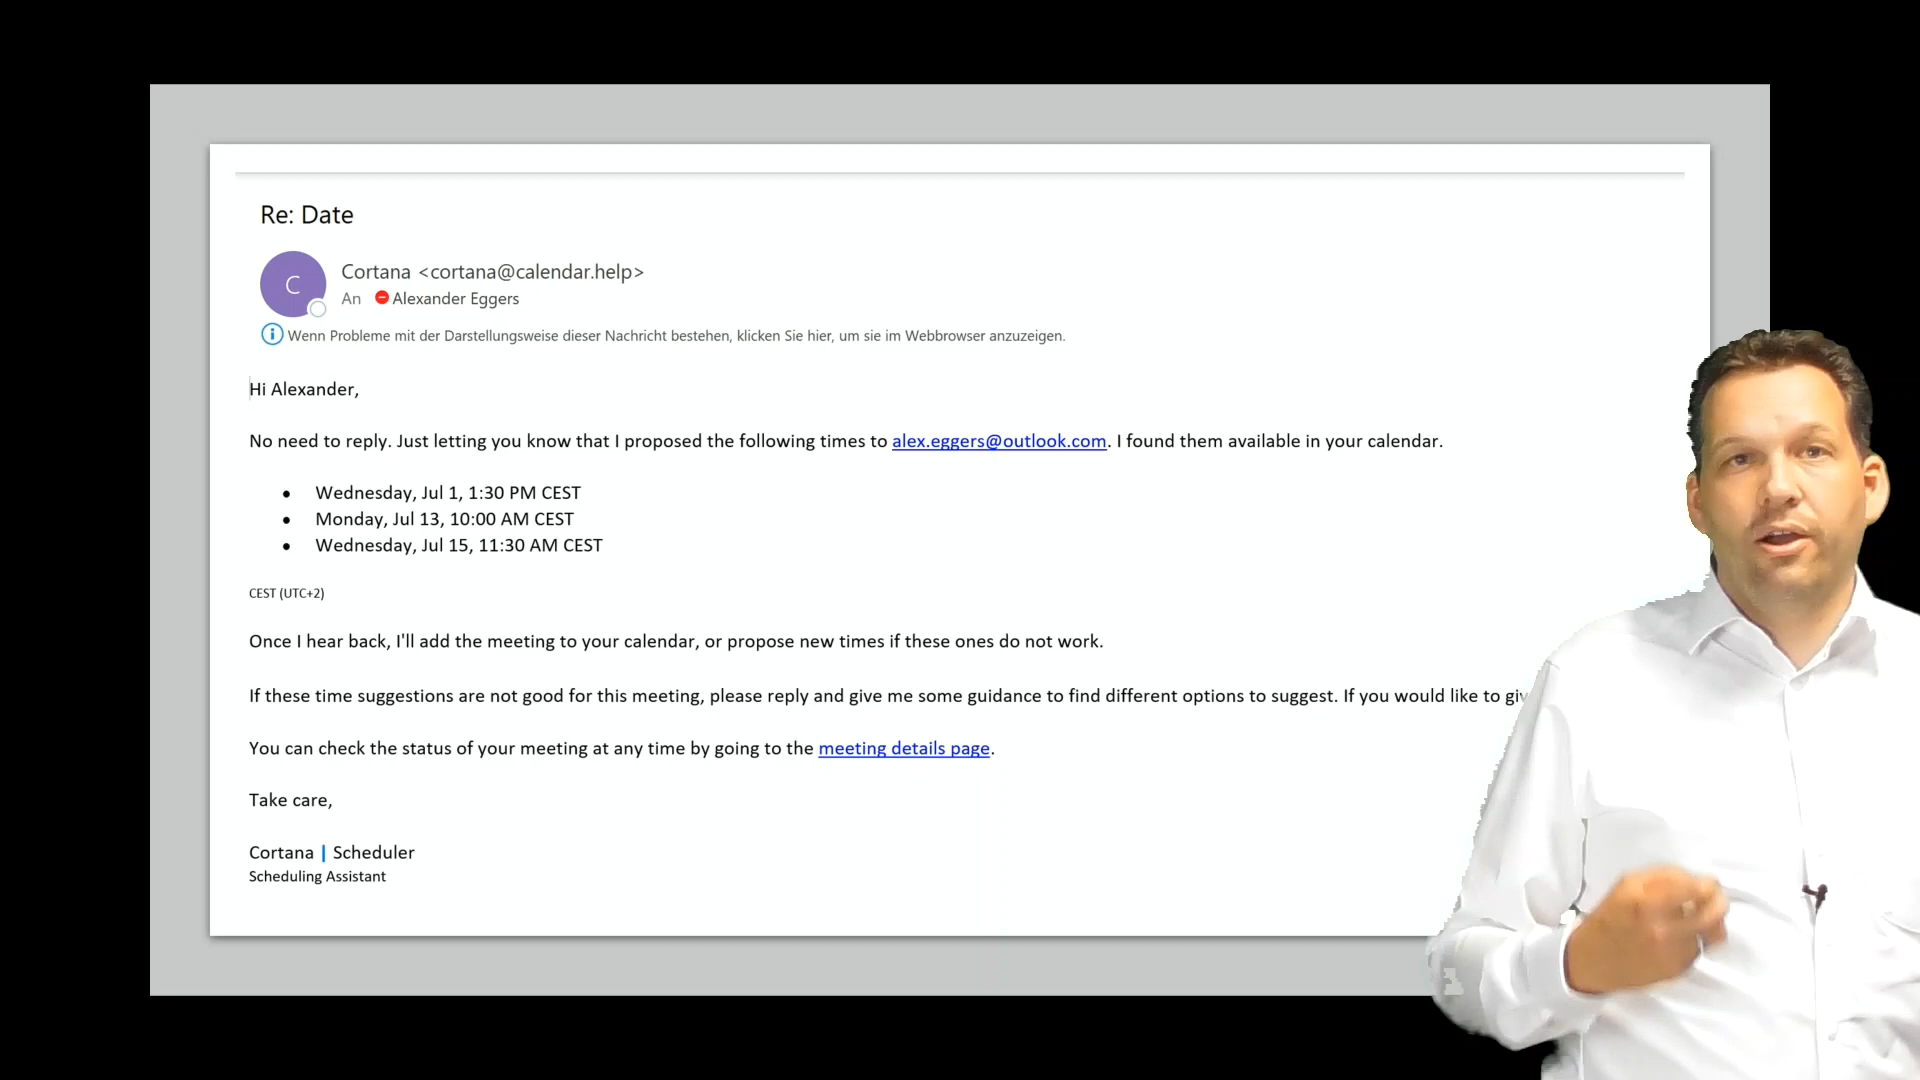 Re: Date
C
Cortana <cortana@calendar.help>
An Alexander Eggers
Wenn Probleme mit der Darstellungsweise dieser Nachricht bestehen, klicken Sie hier, um sie im Webbrowser anzuzeigen.
Hi Alexander,
No need to reply. Just letting you know that I proposed the following times to alex.eggers@outlook.com. I found them available in your calendar.
• Wednesday, Jul 1, 1:30 PM CEST
• Monday, Jul 13, 10:00 AM CEST
• Wednesday, Jul 15, 11:30 AM CEST
CEST (UTC+2)
Once I hear back, I'll add the meeting to your calendar, or propose new times if these ones do not work.
If these time suggestions are not good for this meeting, please reply and give me some guidance to find different options to suggest. If you would like to
You can check the status of your meeting at any time by going to the meeting details page.
Take care,
Cortana | Scheduler
Scheduling Assistant